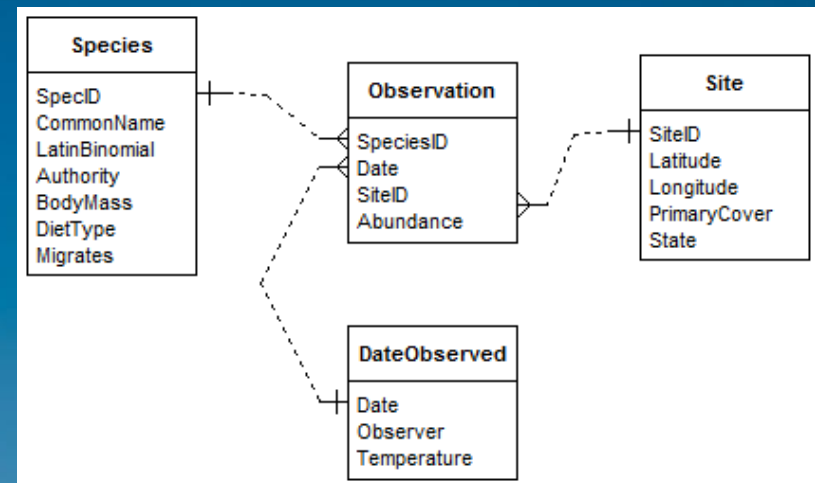 Species
SpecID
CommonName
LatinBinomial
Authority
BodyMass
DietType
Migrates
Observation
SpeciesID
Date
SiteID
Abundance
Site
SiteID
Latitude
Longitude
PrimaryCover
State
DateObserved
Date
Observer
Temperature